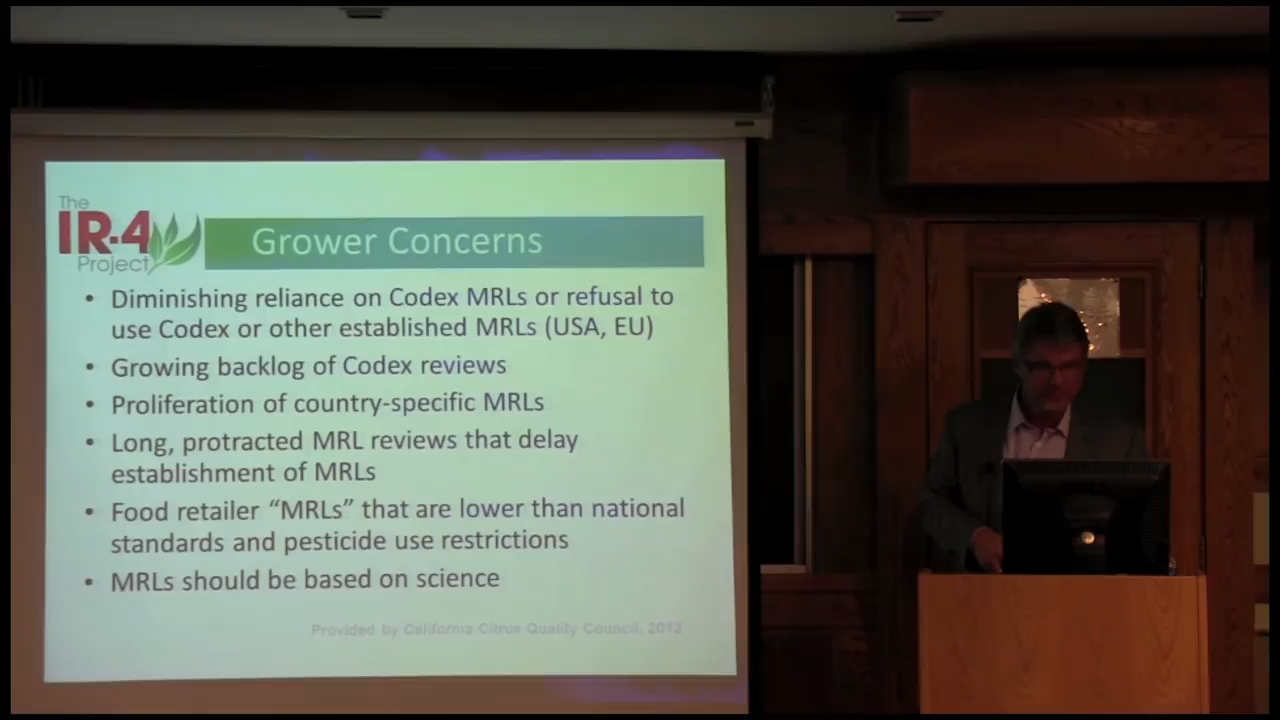 The
IR-4
Project
Grower Concerns
• Diminishing reliance on Codex MRLs or refusal to
use Codex or other established MRLs (USA, EU)
• Growing backlog of Codex reviews
• Proliferation of country-specific MRLs
• Long, protracted MRL reviews that delay
establishment of MRLs
• Food retailer “MRLs” that are lower than national
standards and pesticide use restrictions
• MRLs should be based on science
Provided by California Citrus Quality Council, 2012